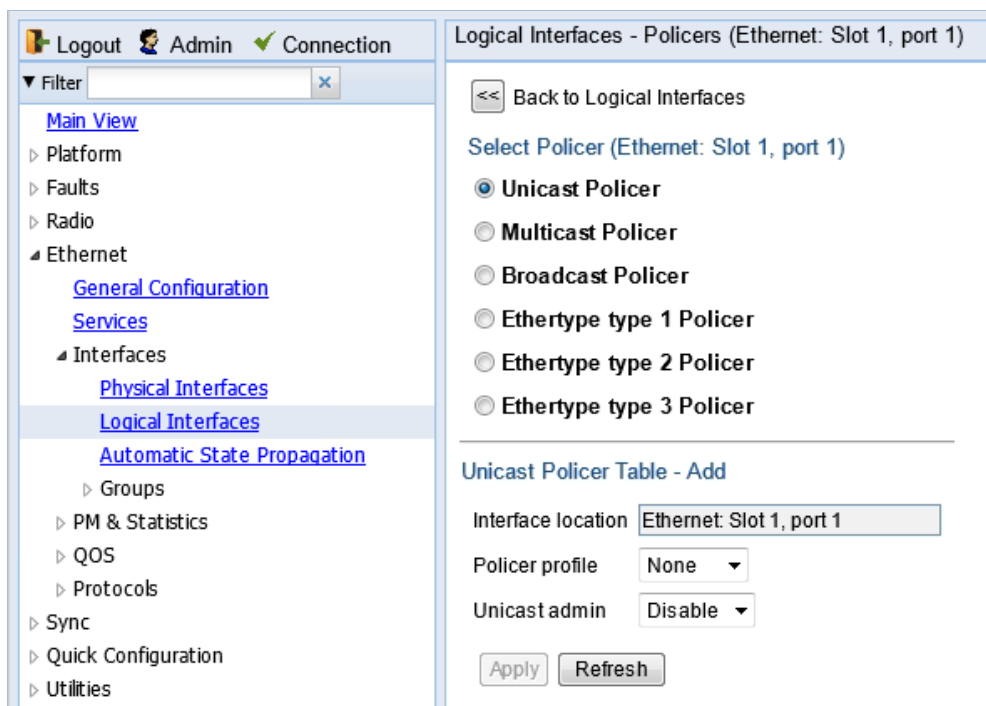 Logout Admin Connection
Filter
Main View
Platform
Faults
Radio
Ethernet
General Configuration
Services
Interfaces
Physical Interfaces
Logical Interfaces
Automatic State Propagation
Groups
PM & Statistics
QOS
Protocols
Sync
Quick Configuration
Utilities
Logical Interfaces - Policers (Ethernet: Slot 1, port 1)
<< Back to Logical Interfaces
Select Policer (Ethernet: Slot 1, port 1)
Unicast Policer
Multicast Policer
Broadcast Policer
Ethertype type 1 Policer
Ethertype type 2 Policer
Ethertype type 3 Policer
Unicast Policer Table - Add
Interface location Ethernet: Slot 1, port 1
Policer profile None
Unicast admin Disable
Apply Refresh